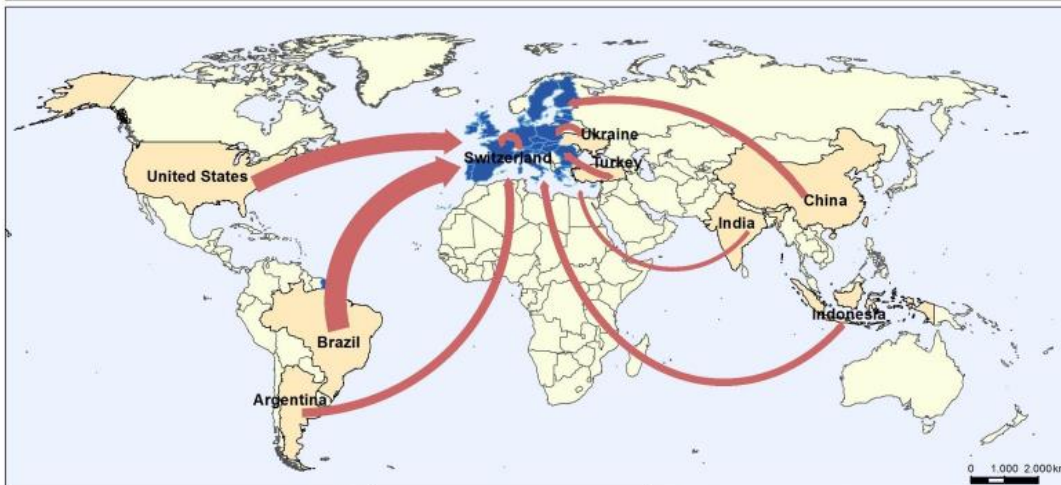 Ukraine
Switzerland
Turkey
United States
China
India
Indonesia
Brazil
Argentina
0 1.000 2.000 km